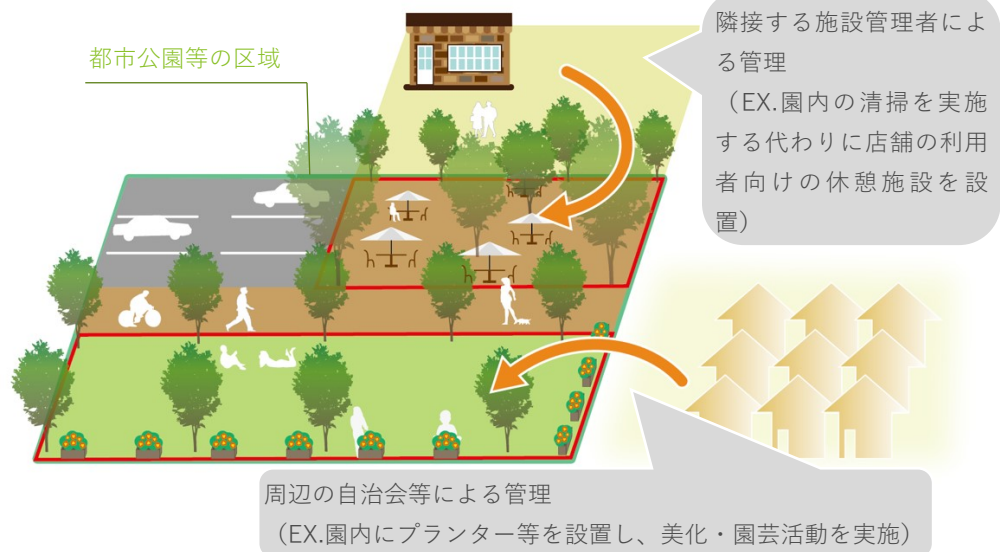 都市公園等の区域
隣接する施設管理者によ
る管理
（EX.園内の清掃を実施
する代わりに店舗の利用
者向けの休憩施設を設
置）
周辺の自治会等による管理
（EX.園内にプランター等を設置し、美化・園芸活動を実施）